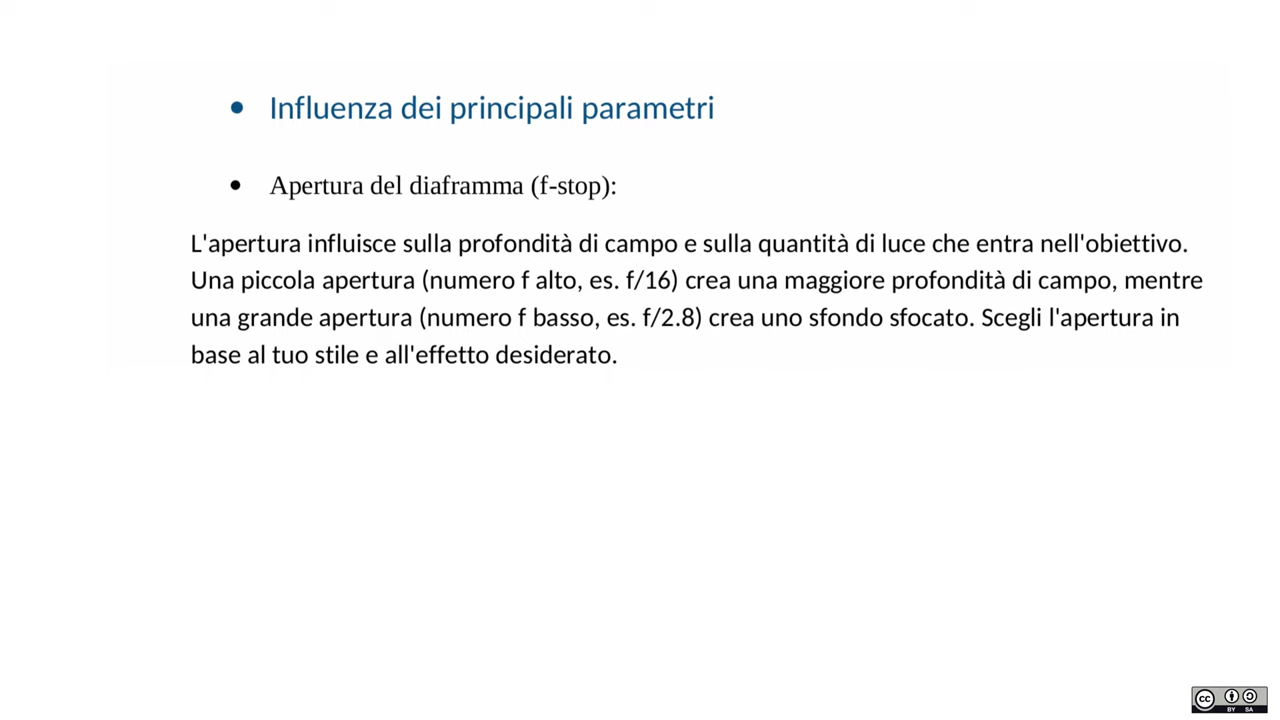 Influenza dei principali parametri
Apertura del diaframma (f-stop):
L'apertura influisce sulla profondità di campo e sulla quantità di luce che entra nell'obiettivo.
Una piccola apertura (numero f alto, es. f/16) crea una maggiore profondità di campo, mentre
una grande apertura (numero f basso, es. f/2.8) crea uno sfondo sfocato. Scegli l'apertura in
base al tuo stile e all'effetto desiderato.
cc
BY SA